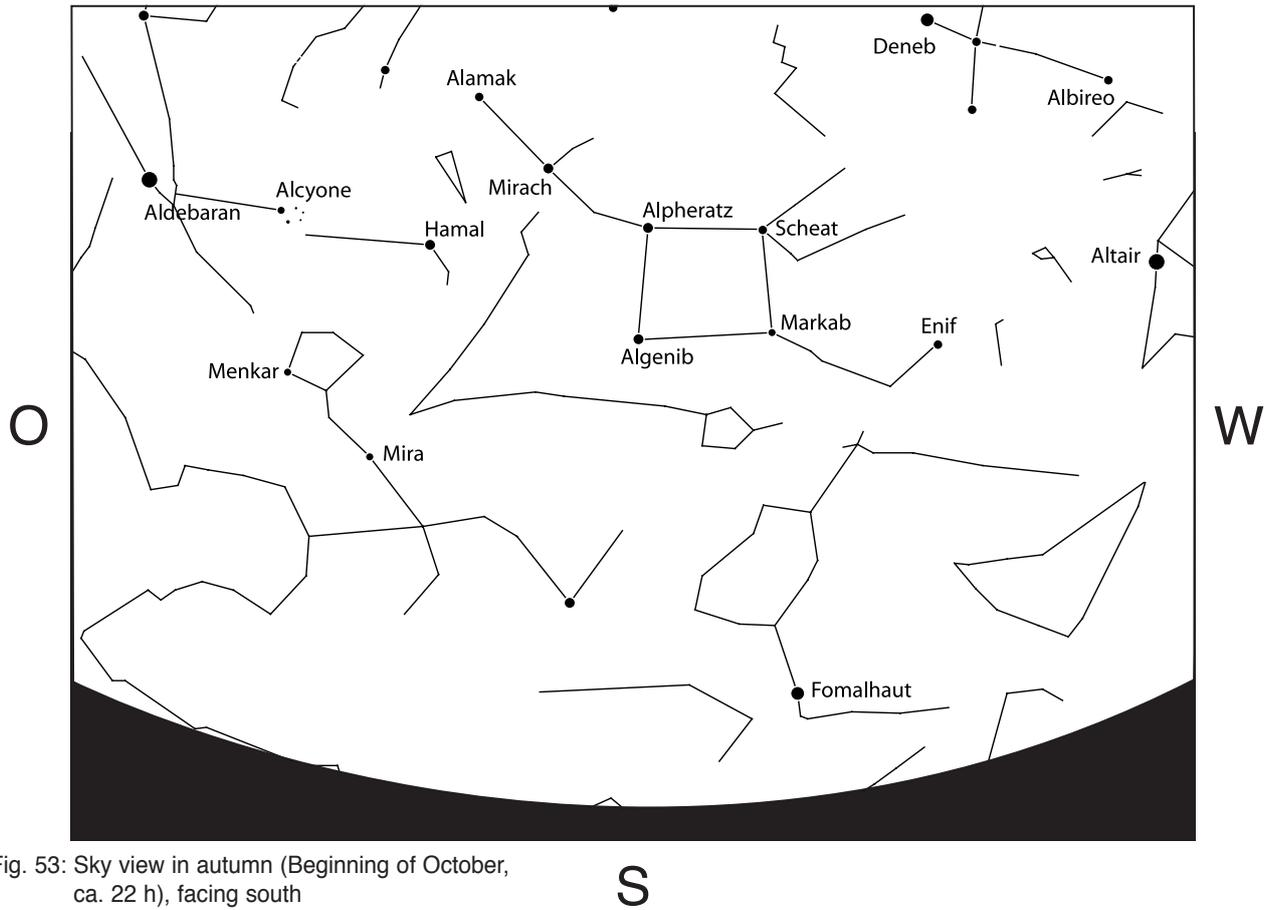 Deneb
Alamak
Albireo
Mirach
Alcyone
Aldebaran
Alpheratz
Hamal
Scheat
Altair
Markab
Enif
Algenib
Menkar
O
W
Mira
Fomalhaut
ig. 53: Sky view in autumn (Beginning of October,
ca. 22 h), facing south
S